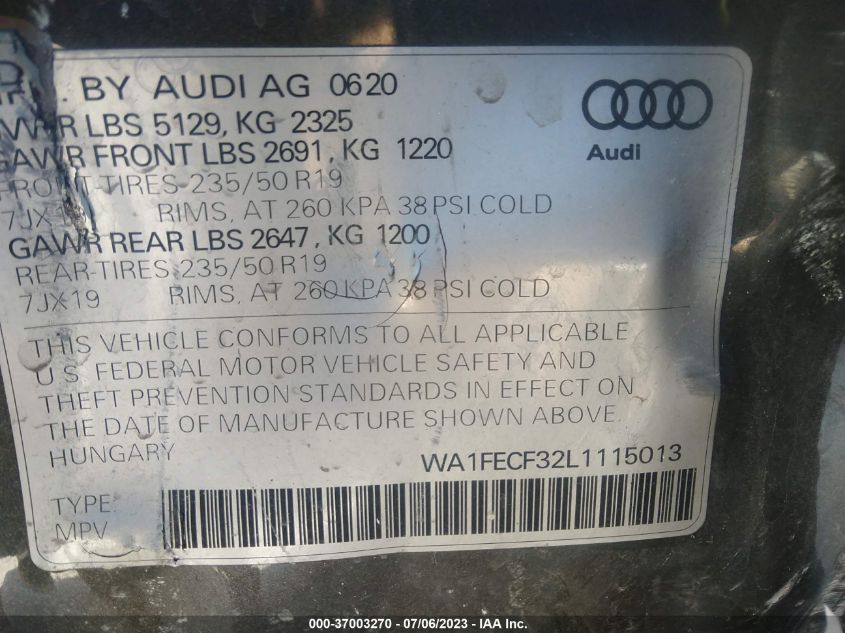 BY AUDI AG 0620
LBS 5129, KG 2325
GAWR FRONT LBS 2691, KG 1220
FRONT-TIRES 235/50 R19
RIMS, AT 260 KPA 38 PSI COLD
GAWR REAR LBS 2647, KG 1200
REAR-TIRES 235/50 R19
7JX19 RIMS, AT 260 KPA 38 PSI COLD
Audi
THIS VEHICLE CONFORMS TO ALL APPLICABLE
U.S. FEDERAL MOTOR VEHICLE SAFETY AND
THEFT PREVENTION STANDARDS IN EFFECT ON
THE DATE OF MANUFACTURE SHOWN ABOVE.
HUNGARY
WA1FECF32L1115013
TYPE:
MPV
000-37003270 - 07/06/2023 - IAA Inc.